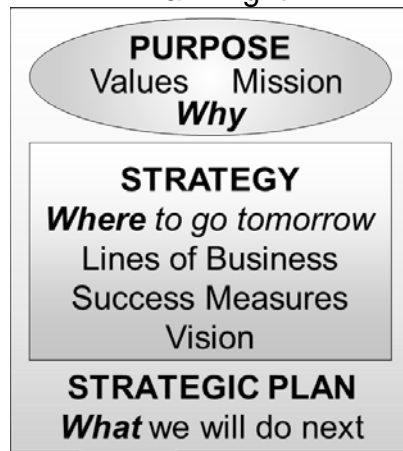 PURPOSE
Values Mission
Why
STRATEGY
Where to go tomorrow
Lines of Business
Success Measures
Vision
STRATEGIC PLAN
What we will do next